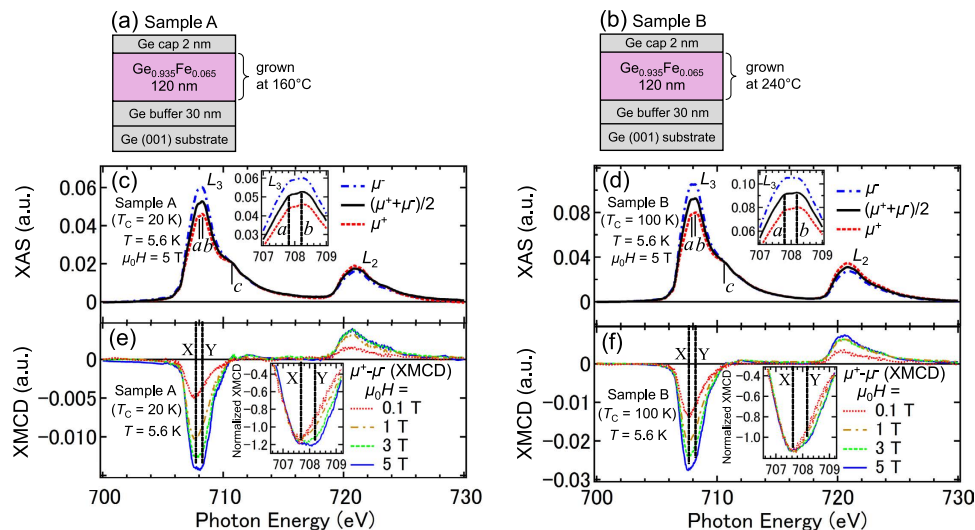 (a) Sample A
Ge cap 2 nm
Ge0.935Fe0.065
120 nm
grown
at 160°C
Ge buffer 30 nm
Ge (001) substrate
(b) Sample B
Ge cap 2 nm
Ge0.935Fe0.065
120 nm
grown
at 240°C
Ge buffer 30 nm
Ge (001) substrate
(c)
XAS (a.u.)
0.06
0.04
0.02
0
Sample A
(TC = 20 K)
T = 5.6 K
μ0H = 5 T
L3
a b
c
L2
L3
0.05
0.04
0.03
a
b
707 708 709
μ-
(μ++μ-)/2
μ+
(d)
XAS (a.u.)
0.08
0.04
0
Sample B
(TC = 100 K)
T = 5.6 K
μ0H = 5 T
L3
a b
c
L2
L3
0.10
0.08
0.06
a
b
707 708 709
μ-
(μ++μ-)/2
μ+
(e)
XMCD (a.u.)
0
−0.005
−0.010
X Y
Sample A
(TC = 20 K)
T = 5.6 K
Normalized XMCD
−0.4
−0.6
−0.8
−1.0
−1.2
X Y
707 708 709
μ+-μ- (XMCD)
μ0H =
0.1 T
1 T
3 T
5 T
700 710 720 730
Photon Energy (eV)
(f)
XMCD (a.u.)
0
−0.01
−0.02
−0.03
X Y
Sample B
(TC = 100 K)
T = 5.6 K
Normalized XMCD
−0.4
−0.6
−0.8
−1.0
X Y
707 708 709
μ+-μ- (XMCD)
μ0H =
0.1 T
1 T
3 T
5 T
700 710 720 730
Photon Energy (eV)